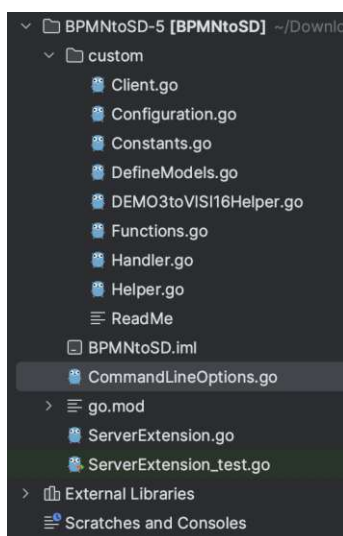 BPMNtoSD-5 [BPMNtoSD] ~/Downlo
custom
Client.go
Configuration.go
Constants.go
DefineModels.go
DEMO3toVISI16Helper.go
Functions.go
Handler.go
Helper.go
ReadMe
BPMNtoSD.iml
CommandLineOptions.go
go.mod
ServerExtension.go
ServerExtension_test.go
External Libraries
Scratches and Consoles